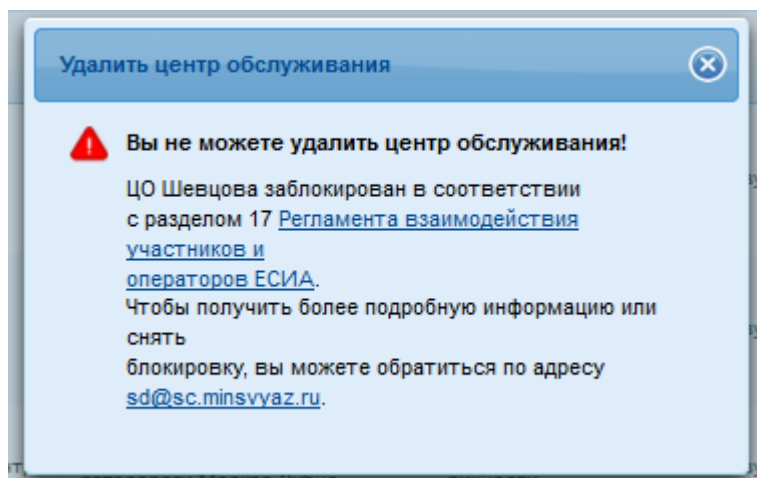 Удалить центр обслуживания
Вы не можете удалить центр обслуживания!
ЦО Шевцова заблокирован в соответствии
с разделом 17 Регламента взаимодействия
участников и
операторов ЕСИА.
Чтобы получить более подробную информацию или
снять
блокировку, вы можете обратиться по адресу
sd@sc.minsvyaz.ru.